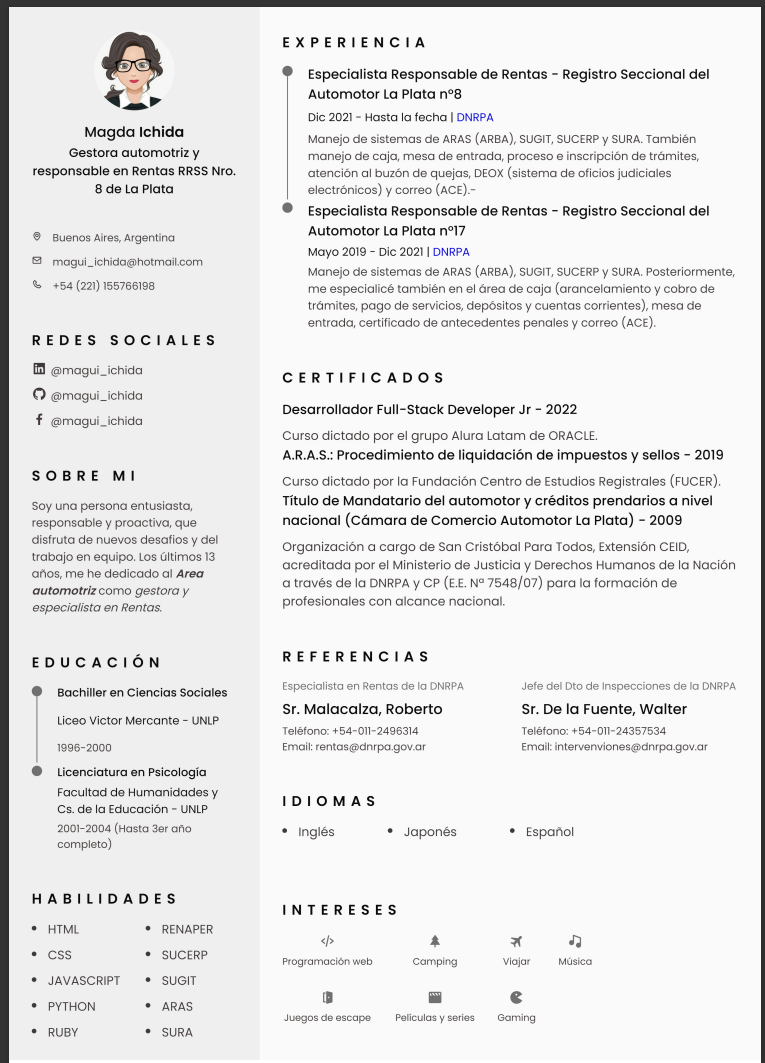 Magda Ichida
Gestora automotriz y
responsable en Rentas RRSS Nro.
8 de La Plata
Buenos Aires, Argentina
magui_ichida@hotmail.com
+54 (221) 155766198
REDES SOCIALES
@magui_ichida
@magui_ichida
@magui_ichida
SOBRE MI
Soy una persona entusiasta,
responsable y proactiva, que
disfruta de nuevos desafios y del
trabajo en equipo. Los últimos 13
años, me he dedicado al Area
automotriz como gestora y
especialista en Rentas.
EDUCACIÓN
Bachiller en Ciencias Sociales
Liceo Victor Mercante - UNLP
1996-2000
Licenciatura en Psicología
Facultad de Humanidades y
Cs. de la Educación - UNLP
2001-2004 (Hasta 3er año
completo)
HABILIDADES
HTML
CSS
JAVASCRIPT
PYTHON
RUBY
RENAPER
SUCERP
SUGIT
ARAS
SURA
EXPERIENCIA
Especialista Responsable de Rentas - Registro Seccional del
Automotor La Plata n°8
Dic 2021 - Hasta la fecha | DNRPA
Manejo de sistemas de ARAS (ARBA), SUGIT, SUCERP y SURA. También
manejo de caja, mesa de entrada, proceso e inscripción de trámites,
atención al buzón de quejas, DEOX (sistema de oficios judiciales
electrónicos) y correo (ACE).-
Especialista Responsable de Rentas - Registro Seccional del
Automotor La Plata n°17
Mayo 2019 - Dic 2021 | DNRPA
Manejo de sistemas de ARAS (ARBA), SUGIT, SUCERP y SURA. Posteriormente,
me especialicé también en el área de caja (arancelamiento y cobro de
trámites, pago de servicios, depósitos y cuentas corrientes), mesa de
entrada, certificado de antecedentes penales y correo (ACE).
CERTIFICADOS
Desarrollador Full-Stack Developer Jr - 2022
Curso dictado por el grupo Alura Latam de ORACLE.
A.R.A.S.: Procedimiento de liquidación de impuestos y sellos - 2019
Curso dictado por la Fundación Centro de Estudios Registrales (FUCER).
Título de Mandatario del automotor y créditos prendarios a nivel
nacional (Cámara de Comercio Automotor La Plata) - 2009
Organización a cargo de San Cristóbal Para Todos, Extensión CEID,
acreditada por el Ministerio de Justicia y Derechos Humanos de la Nación
a través de la DNRPA y CP (E.E. Nª 7548/07) para la formación de
profesionales con alcance nacional.
REFERENCIAS
Especialista en Rentas de la DNRPA
Sr. Malacalza, Roberto
Teléfono: +54-011-2496314
Email: rentas@dnrpa.gov.ar
Jefe del Dto de Inspecciones de la DNRPA
Sr. De la Fuente, Walter
Teléfono: +54-011-24357534
Email: intervenviones@dnrpa.gov.ar
IDIOMAS
Inglés
Japonés
Español
INTERESES
Programación web
Camping
Viajar
Música
Juegos de escape
Películas y series
Gaming